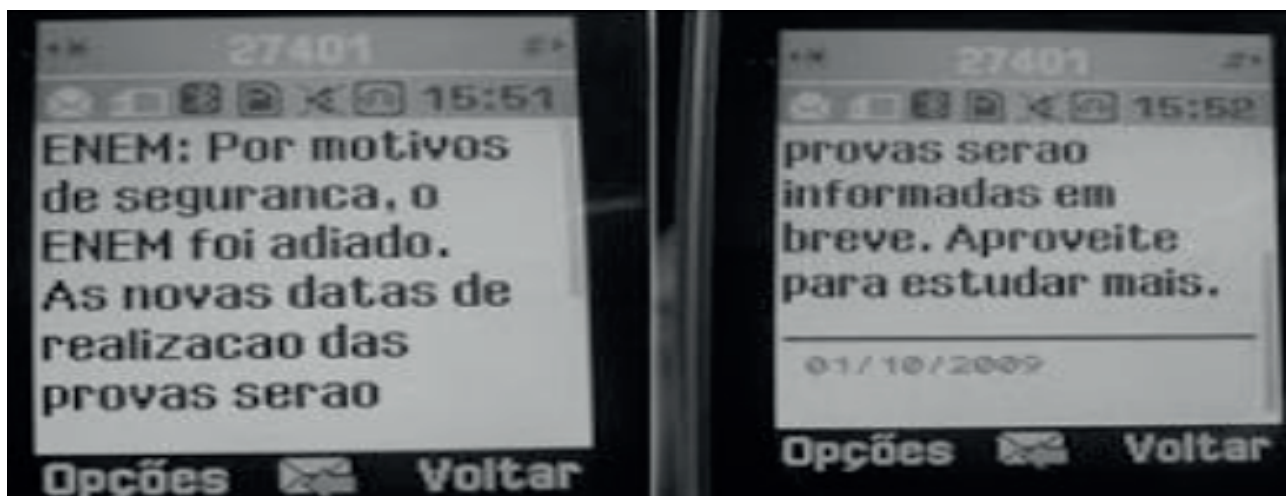 27401
15:51
ENEM: Por motivos
de seguranca, o
ENEM foi adiado.
As novas datas de
realizacao das
provas serao
Opções Voltar
27401
15:52
provas serao
informadas em
breve. Aproveite
para estudar mais.
01/10/2009
Opções Voltar